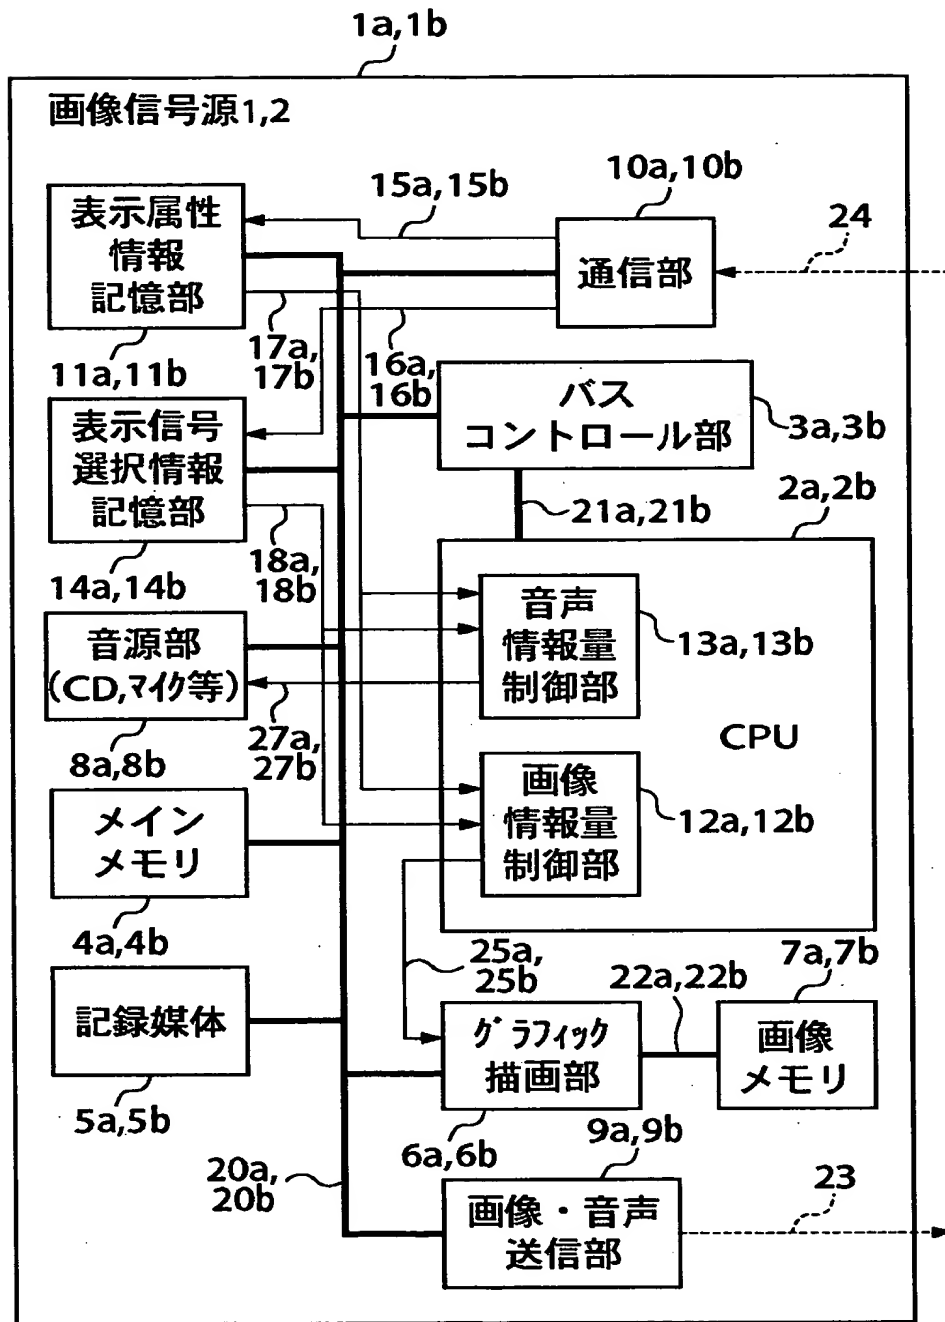 1a,1b
画像信号源1,2
15a,15b
10a,10b
表示属性
情報
記憶部
通信部
24
11a,11b
17a,
17b
16a,
16b
表示信号
選択情報
記憶部
バス
コントロール部
3a,3b
14a,14b
18a,
18b
21a,21b
2a,2b
音源部
(CD,マイク等)
音声
情報量
制御部
13a,13b
8a,8b
27a,
27b
CPU
メイン
メモリ
画像
情報量
制御部
12a,12b
4a,4b
25a,
25b
22a,22b
7a,7b
記録媒体
グラフィック
描画部
画像
メモリ
5a,5b
6a,6b
9a,9b
20a,
20b
画像・音声
送信部
23